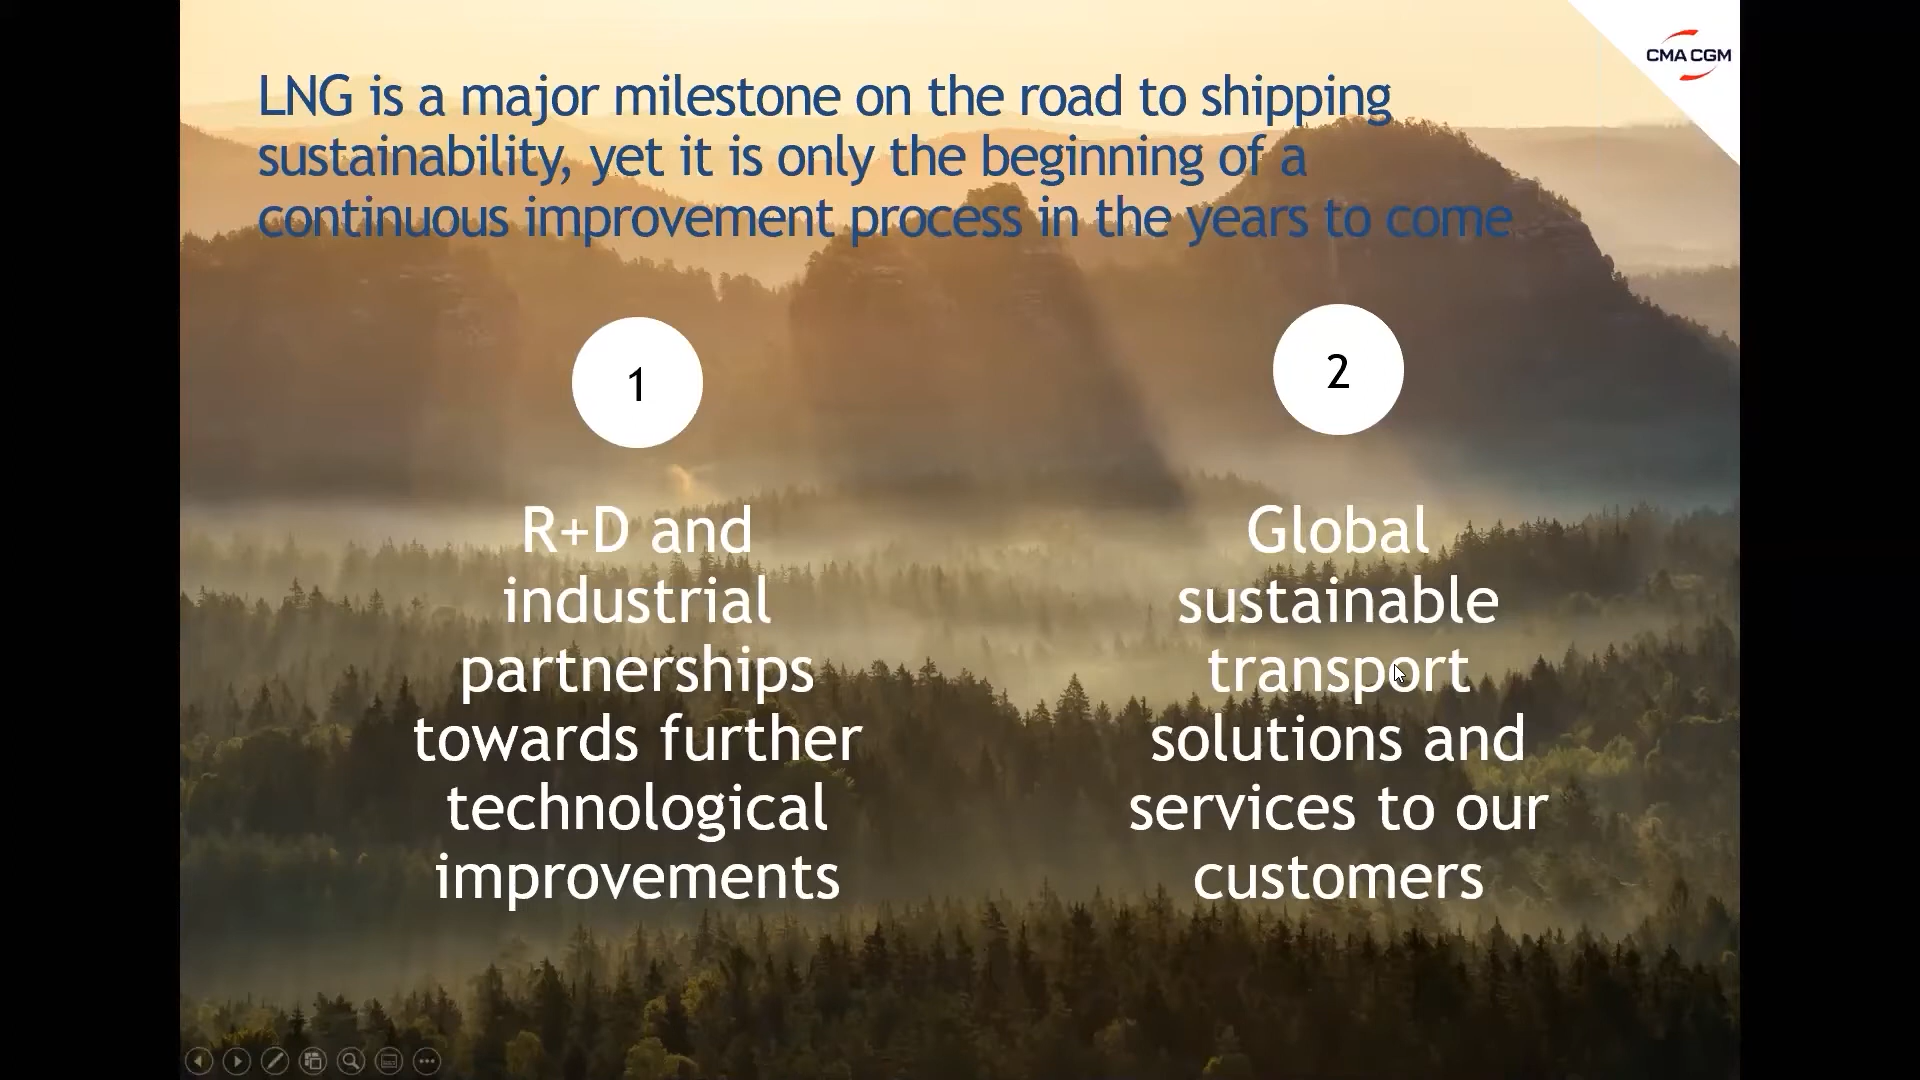 CMA CGM
LNG is a major milestone on the road to shipping
sustainability, yet it is only the beginning of a
continuous improvement process in the years to come
1
R+D and
industrial
partnerships
towards further
technological
improvements
2
Global
sustainable
transport
solutions and
services to our
customers